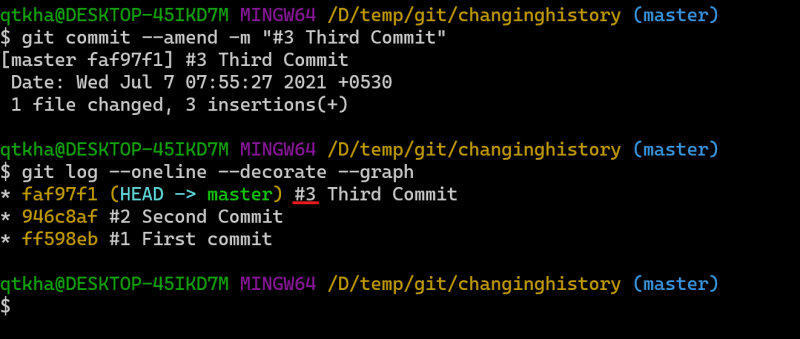 qtkha@DESKTOP-45IKD7M MINGW64 /D/temp/git/changinghistory (master)
$ git commit --amend -m "#3 Third Commit"
[master faf97f1] #3 Third Commit
 Date: Wed Jul 7 07:55:27 2021 +0530
 1 file changed, 3 insertions(+)
qtkha@DESKTOP-45IKD7M MINGW64 /D/temp/git/changinghistory (master)
$ git log --oneline --decorate --graph
* faf97f1 (HEAD -> master) #3 Third Commit
* 946c8af #2 Second Commit
* ff598eb #1 First commit
qtkha@DESKTOP-45IKD7M MINGW64 /D/temp/git/changinghistory (master)
$